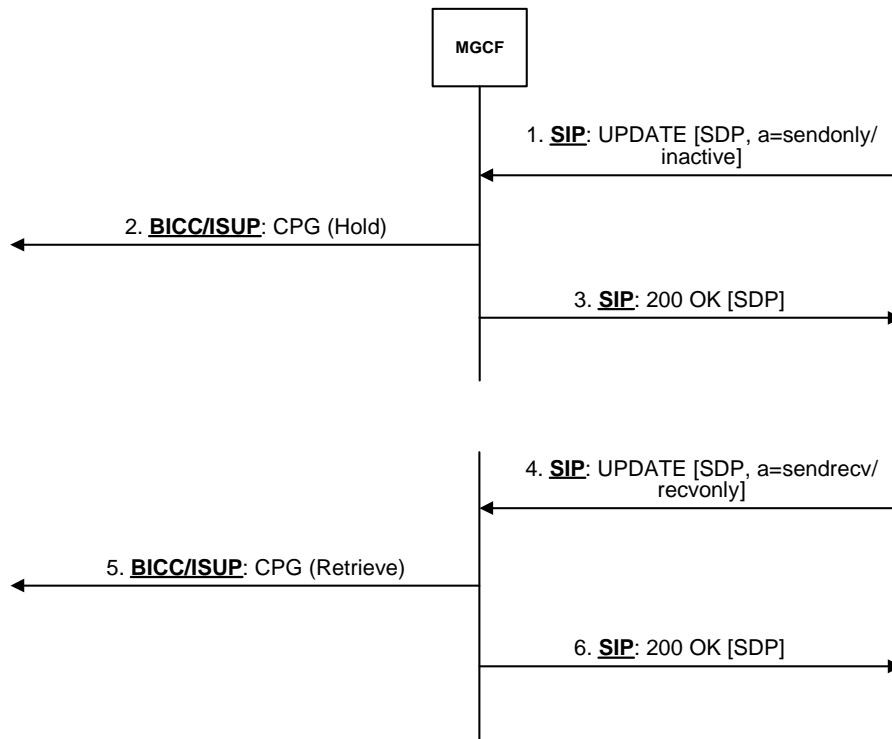 MGCF
1. SIP: UPDATE [SDP, a=sendonly/
inactive]
2. BICC/ISUP: CPG (Hold)
3. SIP: 200 OK [SDP]
4. SIP: UPDATE [SDP, a=sendrecv/
recvonly]
5. BICC/ISUP: CPG (Retrieve)
6. SIP: 200 OK [SDP]